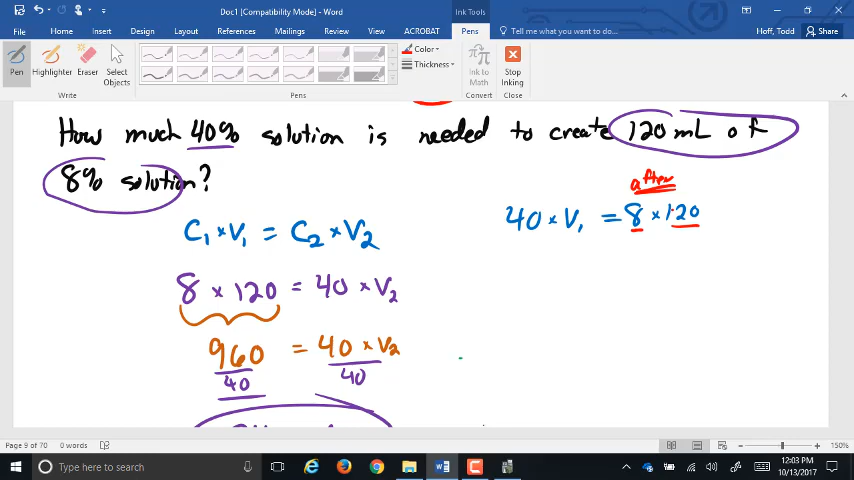 Doc1 [Compatibility Mode] - Word
Ink Tools
Hoff, Todd
File Home Insert Design Layout References Mailings Review View ACROBAT Pens Tell me what you want to do... Share
Pen Highlighter Eraser Select Objects
Color
Thickness
Ink to Math
Stop Inking
Write Pens Convert Close
How much 40% solution is needed to create 120 mL of
8% solution?
after
40 × V₁ = 8 × 120
C₁ × V₁ = C₂ × V₂
8 × 120 = 40 × V₂
960 = 40 × V₂
40 40
Page 9 of 70 0 words 150%
Type here to search
12:03 PM
10/13/2017